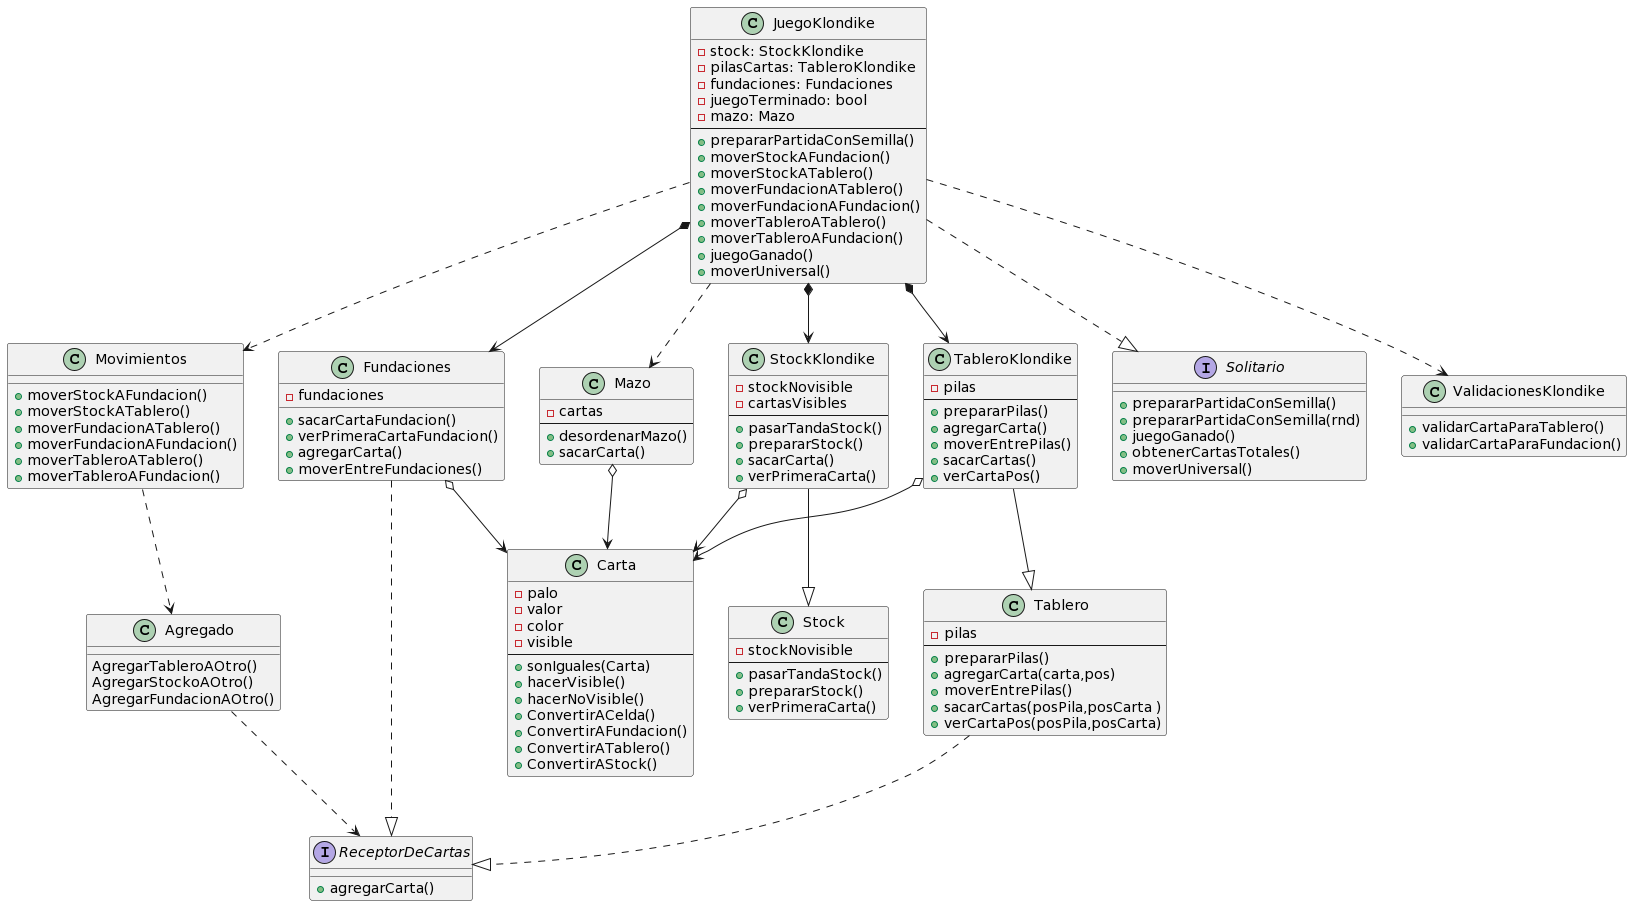 JuegoKlondike
stock: StockKlondike
pilasCartas: TableroKlondike
fundaciones: Fundaciones
juegoTerminado: bool
mazo: Mazo
prepararPartidaConSemilla()
moverStockAFundacion()
moverStockATablero()
moverFundacionATablero()
moverFundacionAFundacion()
moverTableroATablero()
moverTableroAFundacion()
juegoGanado()
moverUniversal()
Movimientos
moverStockAFundacion()
moverStockATablero()
moverFundacionATablero()
moverFundacionAFundacion()
moverTableroATablero()
moverTableroAFundacion()
Fundaciones
fundaciones
sacarCartaFundacion()
verPrimeraCartaFundacion()
agregarCarta()
moverEntreFundaciones()
Mazo
cartas
desordenarMazo()
sacarCarta()
StockKlondike
stockNovisible
cartasVisibles
pasarTandaStock()
prepararStock()
sacarCarta()
verPrimeraCarta()
TableroKlondike
pilas
prepararPilas()
agregarCarta()
moverEntrePilas()
sacarCartas()
verCartaPos()
Solitario
prepararPartidaConSemilla()
prepararPartidaConSemilla(rnd)
juegoGanado()
obtenerCartasTotales()
moverUniversal()
ValidacionesKlondike
validarCartaParaTablero()
validarCartaParaFundacion()
Agregado
AgregarTableroAOtro()
AgregarStockoAOtro()
AgregarFundacionAOtro()
Carta
palo
valor
color
visible
sonIguales(Carta)
hacerVisible()
hacerNoVisible()
ConvertirACelda()
ConvertirAFundacion()
ConvertirATablero()
ConvertirAStock()
Stock
stockNovisible
pasarTandaStock()
prepararStock()
verPrimeraCarta()
Tablero
pilas
prepararPilas()
agregarCarta(carta,pos)
moverEntrePilas()
sacarCartas(posPila,posCarta )
verCartaPos(posPila,posCarta)
ReceptorDeCartas
agregarCarta()